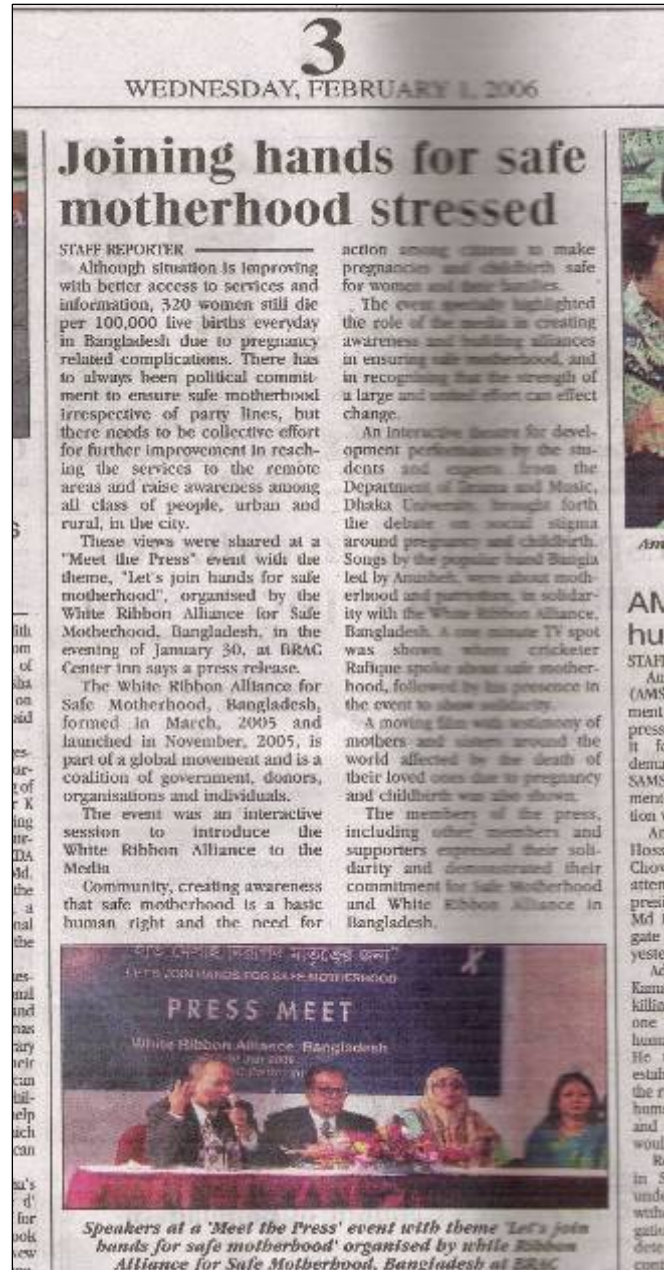 3
WEDNESDAY, FEBRUARY 1, 2006
Joining hands for safe
motherhood stressed
STAFF REPORTER
Although situation is improving
with better access to services and
information, 320 women still die
per 100,000 live births everyday
in Bangladesh due to pregnancy
related complications. There has
to always been political commit-
ment to ensure safe motherhood
irrespective of party lines, but
there needs to be collective effort
for further improvement in reach-
ing the services to the remote
areas and raise awareness among
all class of people, urban and
rural, in the city.
These views were shared at a
"Meet the Press" event with the
theme, "Let's join hands for safe
motherhood", organised by the
White Ribbon Alliance for Safe
Motherhood, Bangladesh, in the
evening of January 30, at BRAC
Center inn says a press release.
The White Ribbon Alliance for
Safe Motherhood, Bangladesh,
formed in March, 2005 and
launched in November, 2005, is
part of a global movement and is a
coalition of government, donors,
organisations and individuals.
The event was an interactive
session to introduce the
White Ribbon Alliance to the
Media
Community, creating awareness
that safe motherhood is a basic
human right and the need for
action among citizens to make
pregnancies and childbirth safe
for women and their families.
The event specially highlighted
the role of the media in creating
awareness and building alliances
in ensuring safe motherhood, and
in recognising that the strength of
a large and united effort can effect
change.
An interactive theatre for devel-
opment performance by the stu-
dents and experts from the
Department of Drama and Music,
Dhaka University, brought forth
the debate on social stigma
around pregnancy and childbirth.
Songs by the popular band Bangla
led by Anusheh, were about moth-
erhood and patriotism, in solidar-
ity with the White Ribbon Alliance,
Bangladesh. A one minute TV spot
was shown where cricketer
Rafique spoke about safe mother-
hood, followed by his presence in
the event to show solidarity.
A moving film with testimony of
mothers and sisters around the
world affected by the death of
their loved ones due to pregnancy
and childbirth was also shown.
The members of the press,
including other members and
supporters expressed their soli-
darity and demonstrated their
commitment for Safe Motherhood
and White Ribbon Alliance in
Bangladesh.
LET'S JOIN HANDS FOR SAFE MOTHERHOOD
PRESS MEET
White Ribbon Alliance, Bangladesh
Speakers at a 'Meet the Press' event with theme 'Let's join
hands for safe motherhood' organised by while Ribbon
Alliance for Safe Motherhood, Bangladesh at BRAC